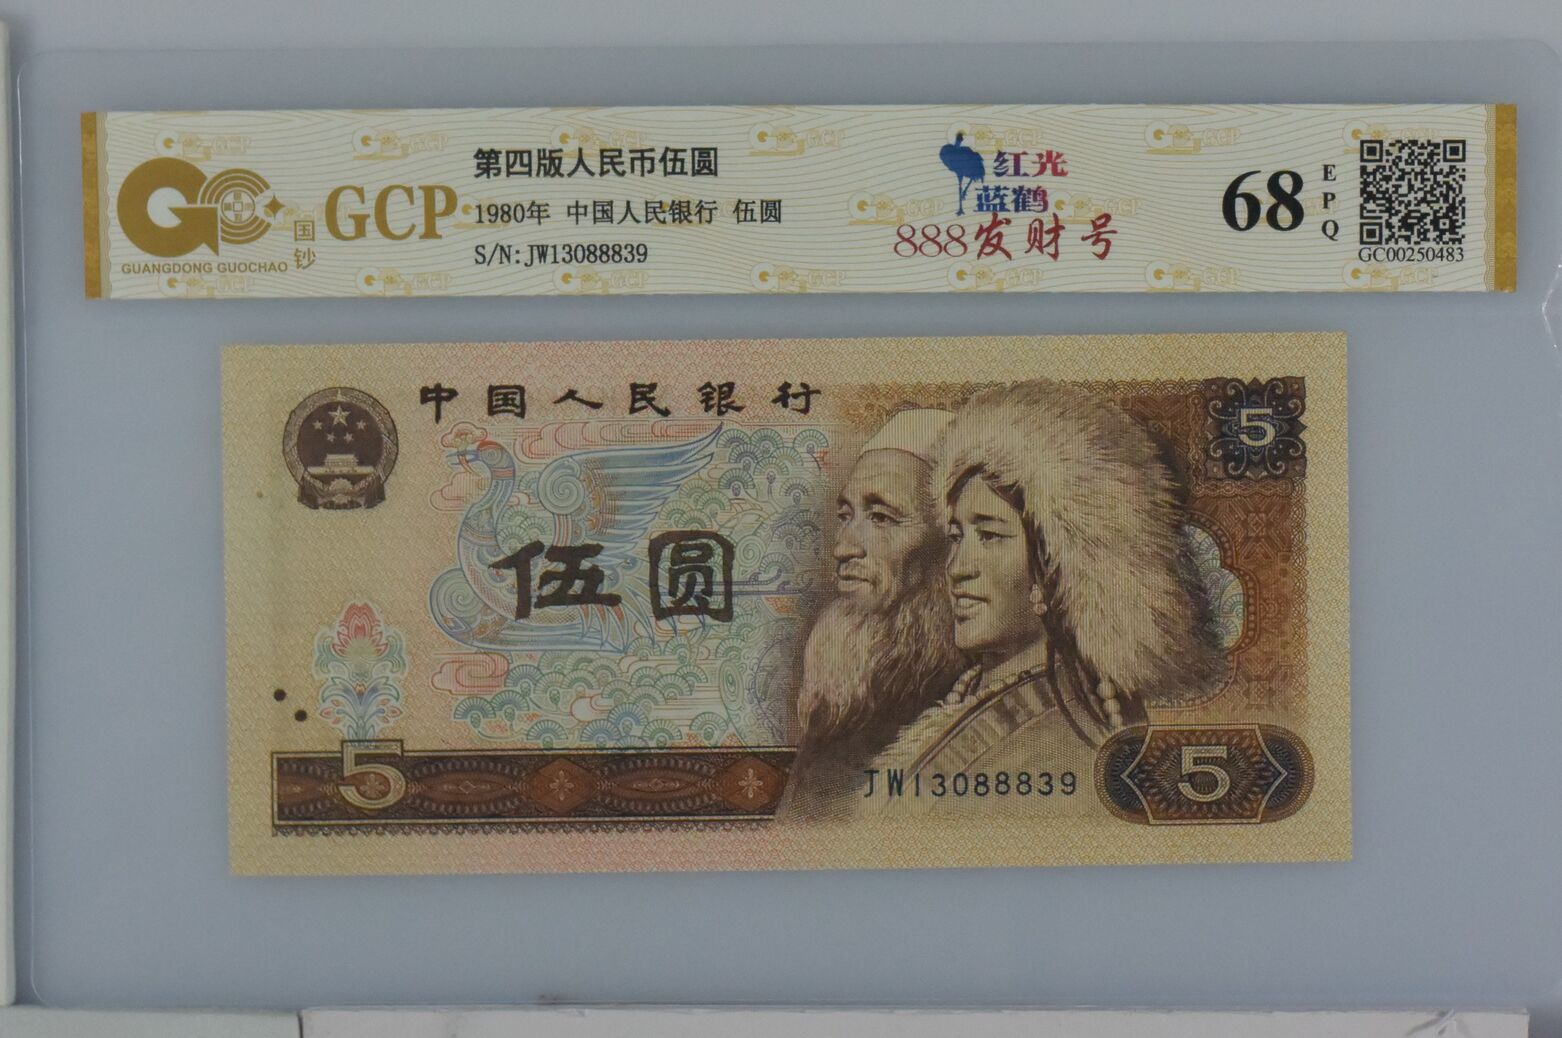 GCP
GUANGDONG GUOCHAO
国钞
第四版人民币伍圆
1980年 中国人民银行 伍圆
S/N:JW13088839
红光
蓝鹤
888发财号
68
EPQ
GC00250483
中国人民银行
5
伍圆
5
JW13088839
5